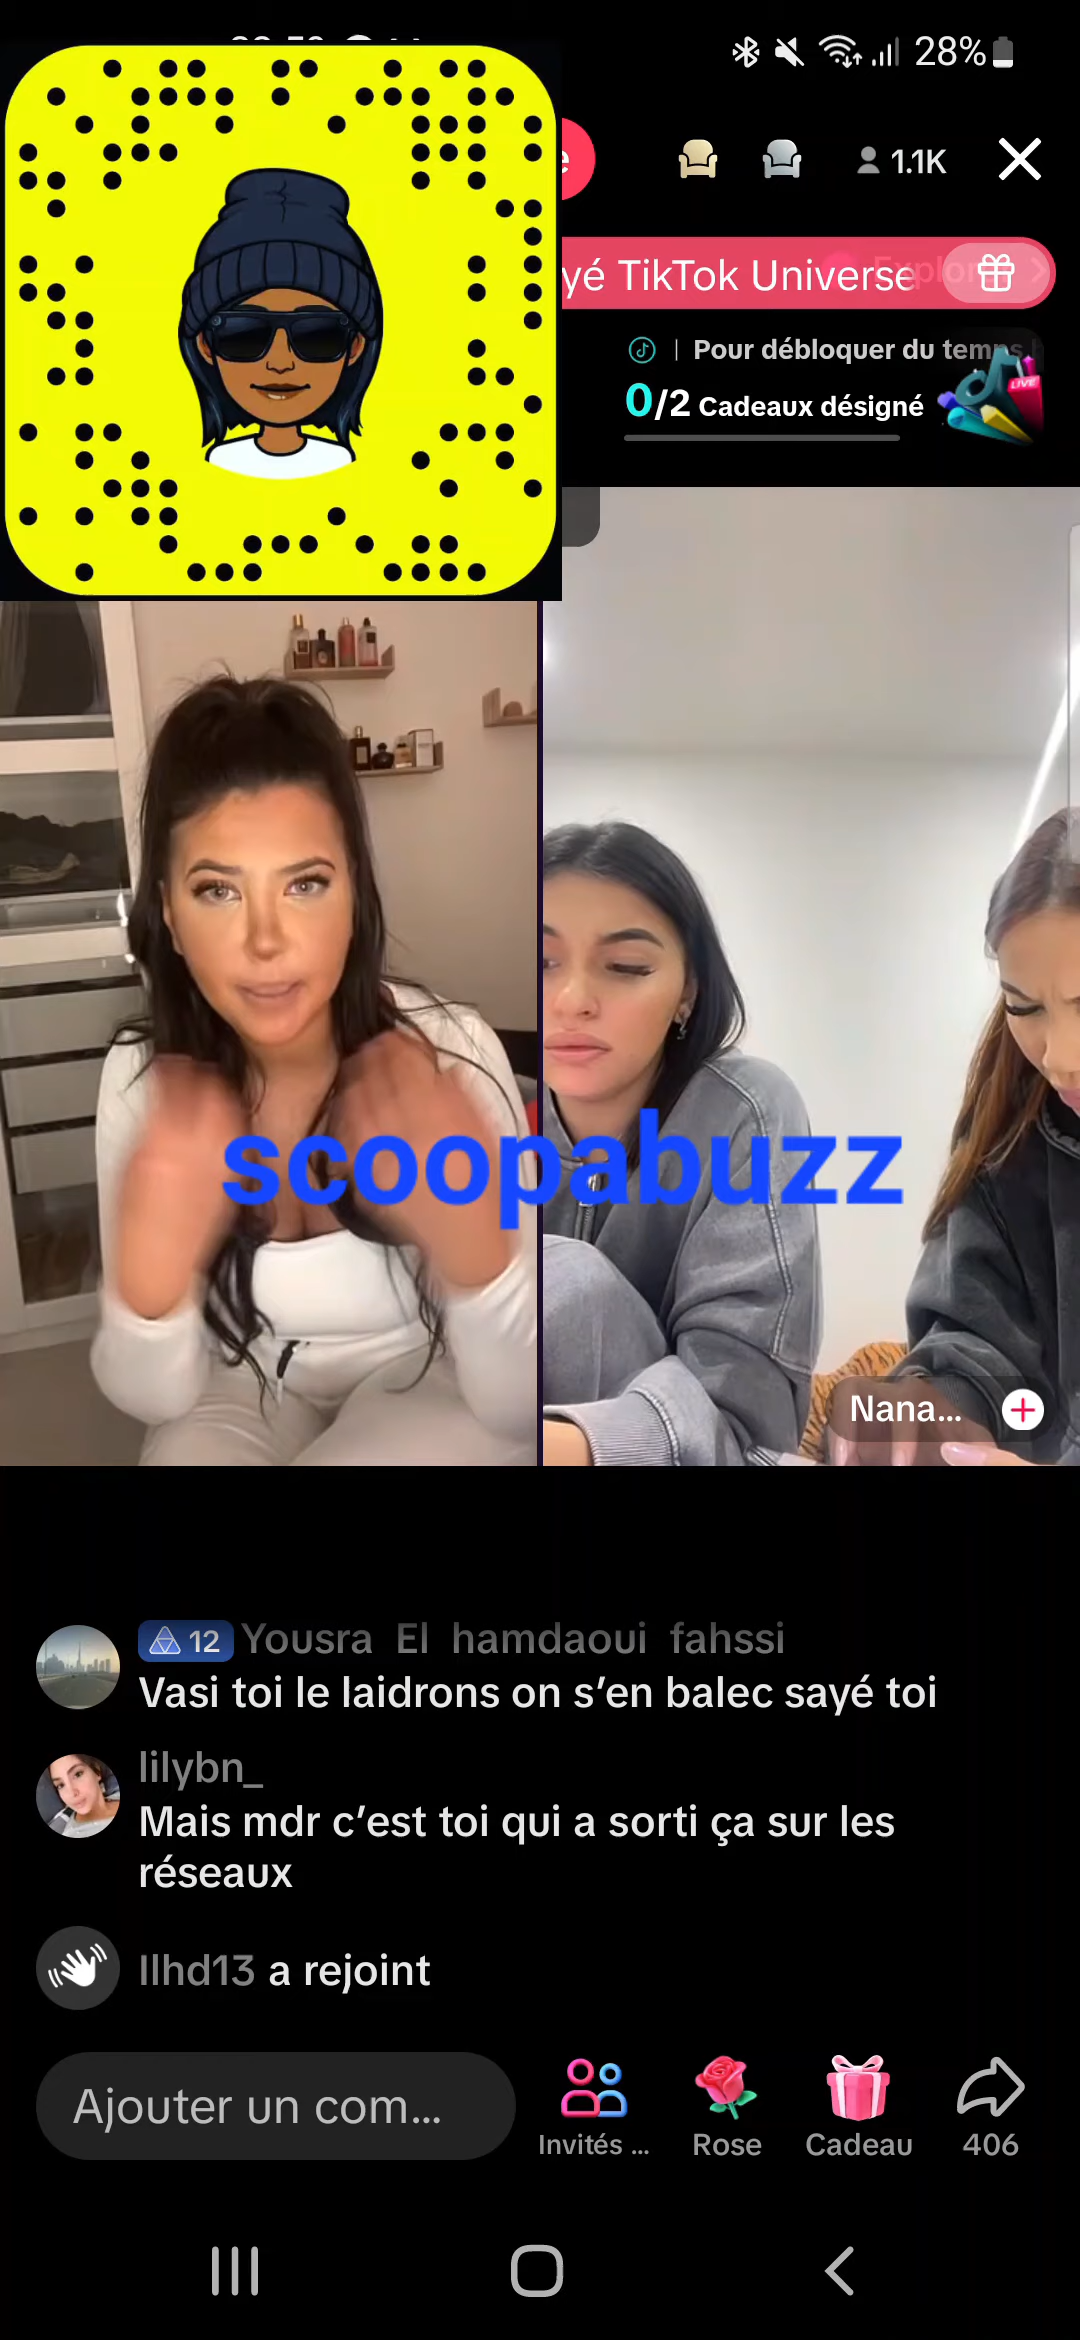 28%
1.1K
yé TikTok Universe
Pour débloquer du temps
0/2 Cadeaux désigné
LIVE
scoopabuzz
Nana...
12 Yousra El hamdaoui fahssi
Vasi toi le laidrons on s’en balec sayé toi
lilybn_
Mais mdr c’est toi qui a sorti ça sur les
réseaux
Ilhd13 a rejoint
Ajouter un com...
Invités ...
Rose
Cadeau
406